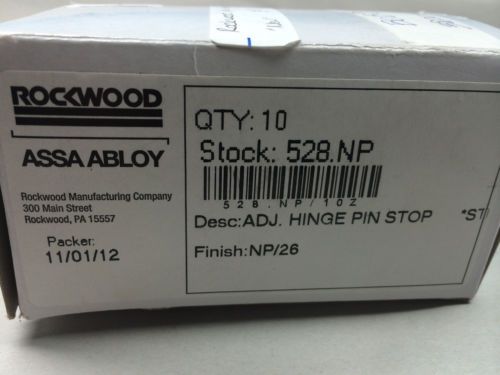 ROCKWOOD
ASSA ABLOY
Rockwood Manufacturing Company
300 Main Street
Rockwood, PA 15557
Packer:
11/01/12
QTY: 10
Stock: 528.NP
528.NP/10Z
Desc:ADJ. HINGE PIN STOP *ST
Finish:NP/26